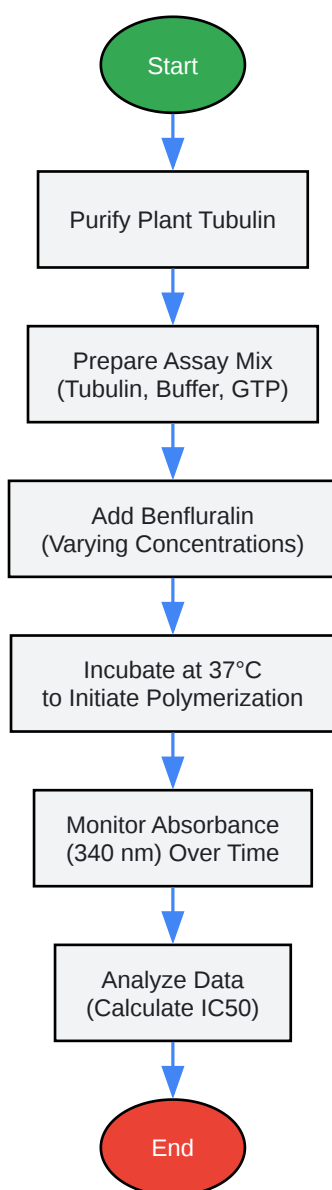 Start
Purify Plant Tubulin
Prepare Assay Mix
(Tubulin, Buffer, GTP)
Add Benfluralin
(Varying Concentrations)
Incubate at 37°C
to Initiate Polymerization
Monitor Absorbance
(340 nm) Over Time
Analyze Data
(Calculate IC50)
End